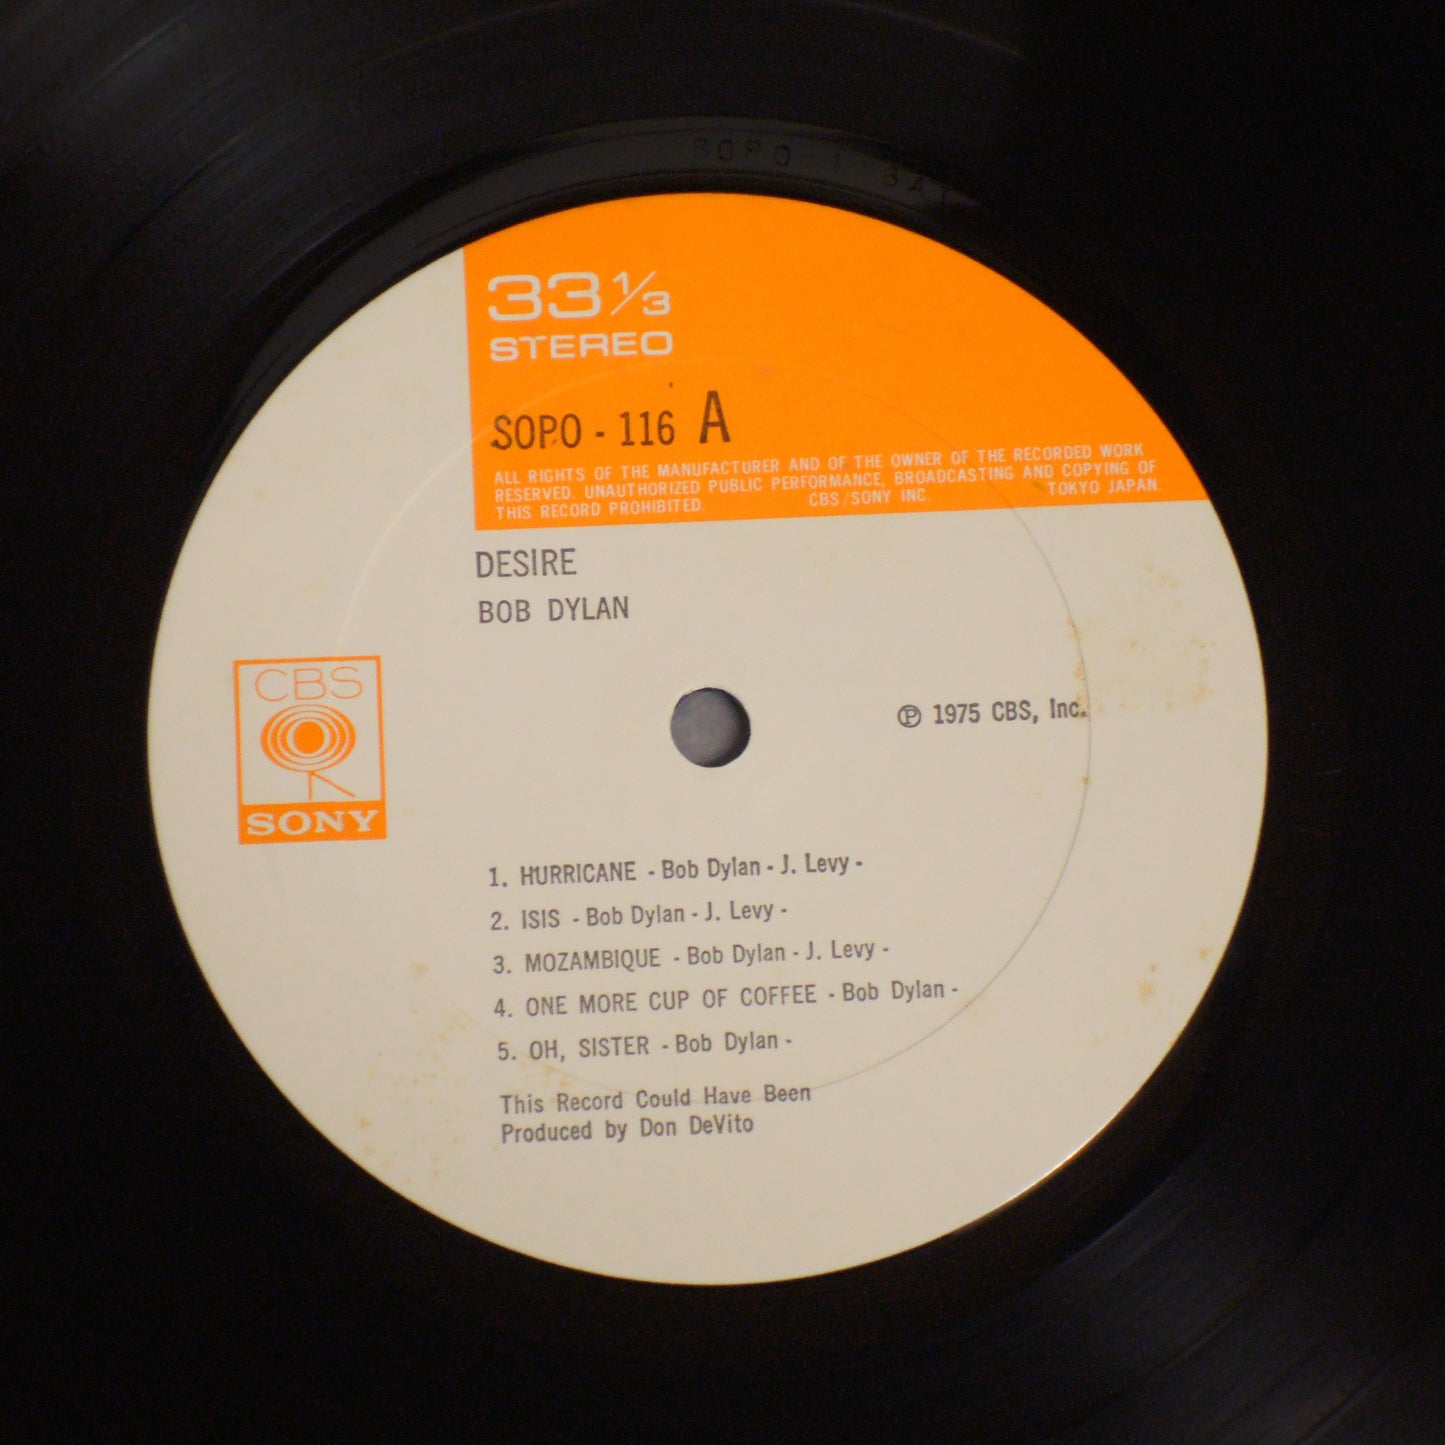 SOPO 1
33 1/3
STEREO
SOPO - 116 A
ALL RIGHTS OF THE MANUFACTURER AND OF THE OWNER OF THE RECORDED WORK
RESERVED. UNAUTHORIZED PUBLIC PERFORMANCE, BROADCASTING AND COPYING OF
THIS RECORD PROHIBITED. CBS/SONY INC. TOKYO JAPAN.
DESIRE
BOB DYLAN
CBS
SONY
℗ 1975 CBS, Inc.
1. HURRICANE - Bob Dylan - J. Levy -
2. ISIS - Bob Dylan - J. Levy -
3. MOZAMBIQUE - Bob Dylan - J. Levy -
4. ONE MORE CUP OF COFFEE - Bob Dylan -
5. OH, SISTER - Bob Dylan -
This Record Could Have Been
Produced by Don DeVito